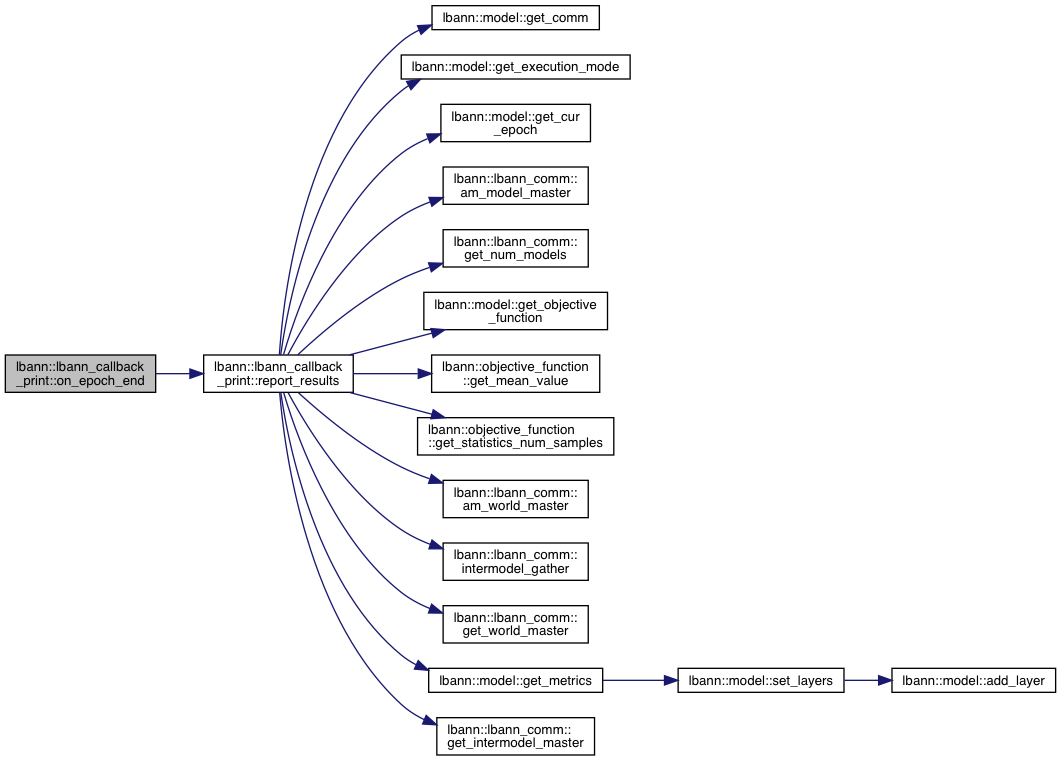 lbann::model::get_comm
lbann::model::get_execution_mode
lbann::model::get_cur
_epoch
lbann::lbann_comm::
am_model_master
lbann::lbann_comm::
get_num_models
lbann::model::get_objective
_function
lbann::lbann_callback
_print::on_epoch_end
lbann::lbann_callback
_print::report_results
lbann::objective_function
::get_mean_value
lbann::objective_function
::get_statistics_num_samples
lbann::lbann_comm::
am_world_master
lbann::lbann_comm::
intermodel_gather
lbann::lbann_comm::
get_world_master
lbann::model::get_metrics
lbann::model::set_layers
lbann::model::add_layer
lbann::lbann_comm::
get_intermodel_master